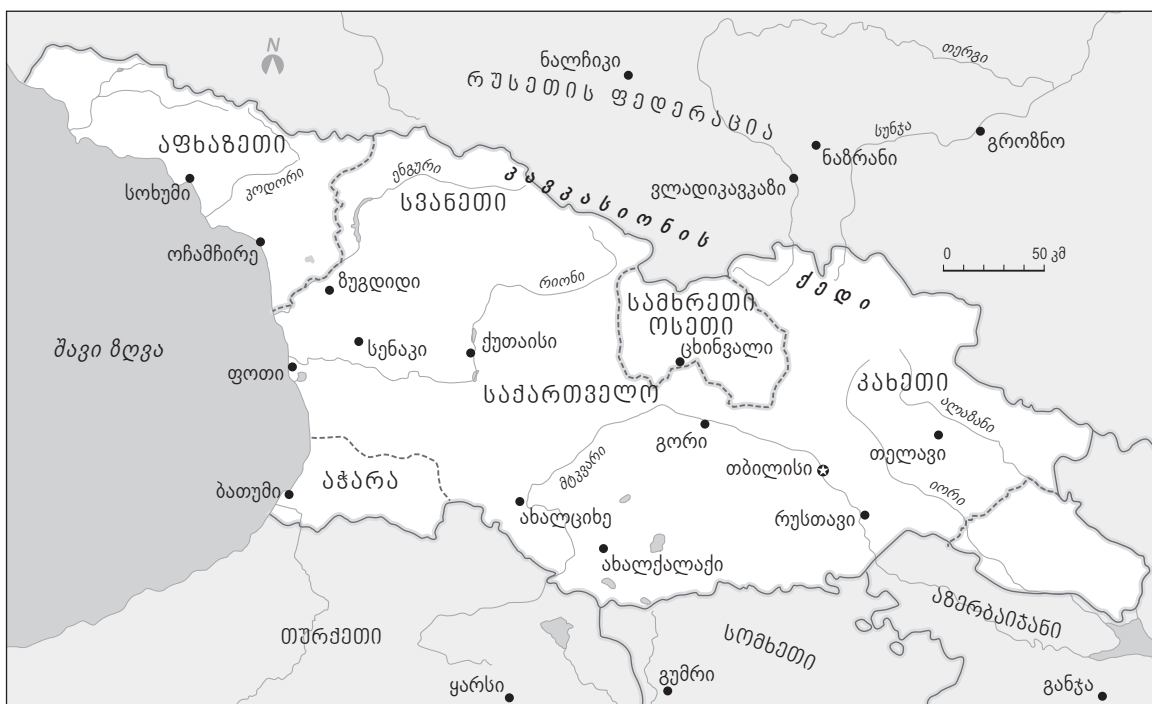 N
ნალჩიკი
თერგი
რუსეთის ფედერაცია
სუნჯა
გროზნო
ნაზრანი
აფხაზეთი
ენგური
კავკასიონის
ვლადიკავკაზი
სოხუმი
კოდორი
სვანეთი
ოჩამჩირე
0 50 კმ
ზუგდიდი
რიონი
ქედი
სამხრეთი
ოსეთი
შავი ზღვა
სენაკი
ქუთაისი
ცხინვალი
ფოთი
საქართველო
კახეთი
ალაზანი
გორი
თელავი
მტკვარი
თბილისი
აჭარა
ბათუმი
იორი
ახალციხე
რუსთავი
ახალქალაქი
აზერბაიჯანი
თურქეთი
სომხეთი
ყარსი
გუმრი
განჯა